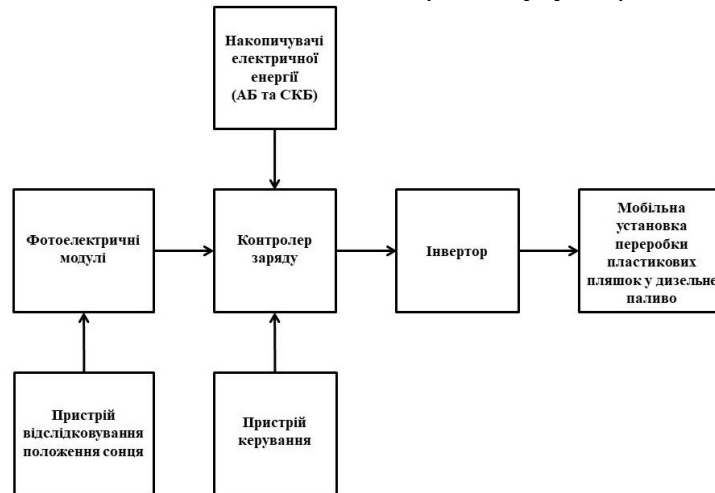 Накопичувачі
електричної
енергії
(АБ та СКБ)
Фотоелектричні
модулі
Контролер
заряду
Інвертор
Мобільна
установка
переробки
пластикових
пляшок у дизельне
паливо
Пристрій
відслідковування
положення сонця
Пристрій
керування